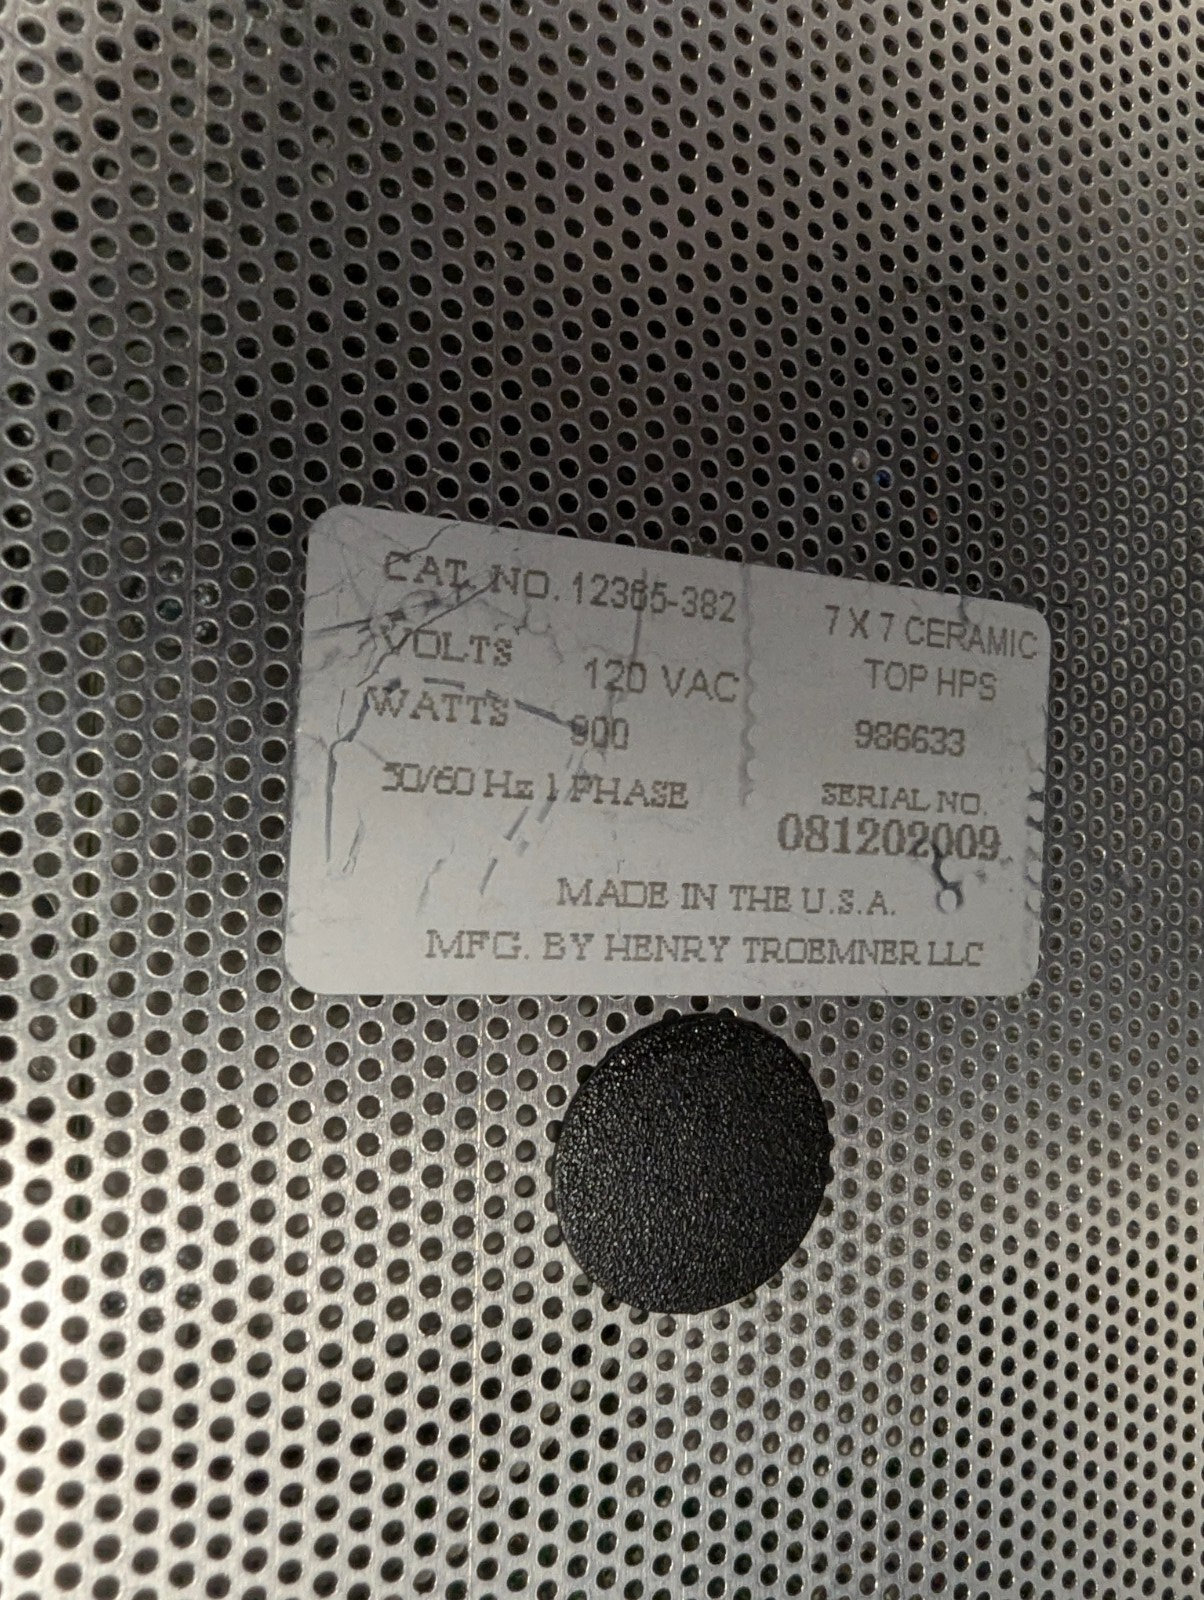 CAT. NO. 12365-382
VOLTS 120 VAC
WATTS 900
50/60 Hz 1 PHASE
7 X 7 CERAMIC
TOP HPS
986633
SERIAL NO.
081202009
MADE IN THE U.S.A.
MFG. BY HENRY TROEMNER LLC